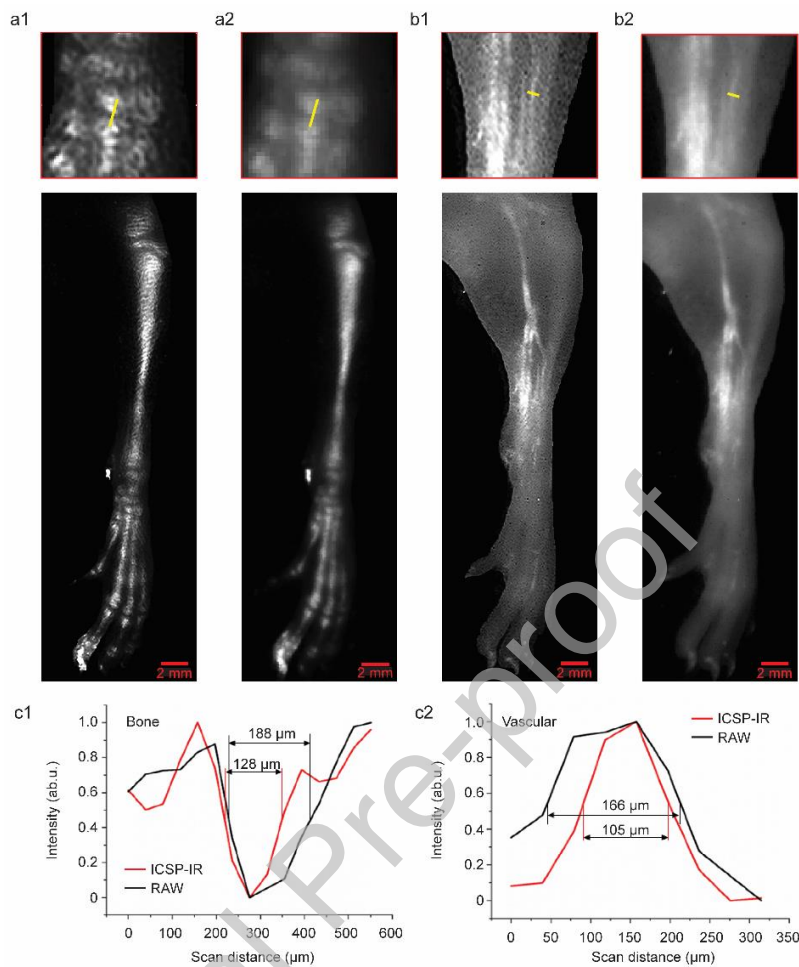 a1
a2
b1
b2
2 mm
2 mm
2 mm
2 mm
c1
Bone
188 µm
128 µm
ICSP-IR
RAW
Intensity (ab.u.)
1.0
0.8
0.6
0.4
0.2
0
0 100 200 300 400 500 600
Scan distance (µm)
c2
Vascular
ICSP-IR
RAW
166 µm
105 µm
Intensity (ab.u.)
1.0
0.8
0.6
0.4
0.2
0
0 50 100 150 200 250 300 350
Scan distance (µm)
l Pre-proof